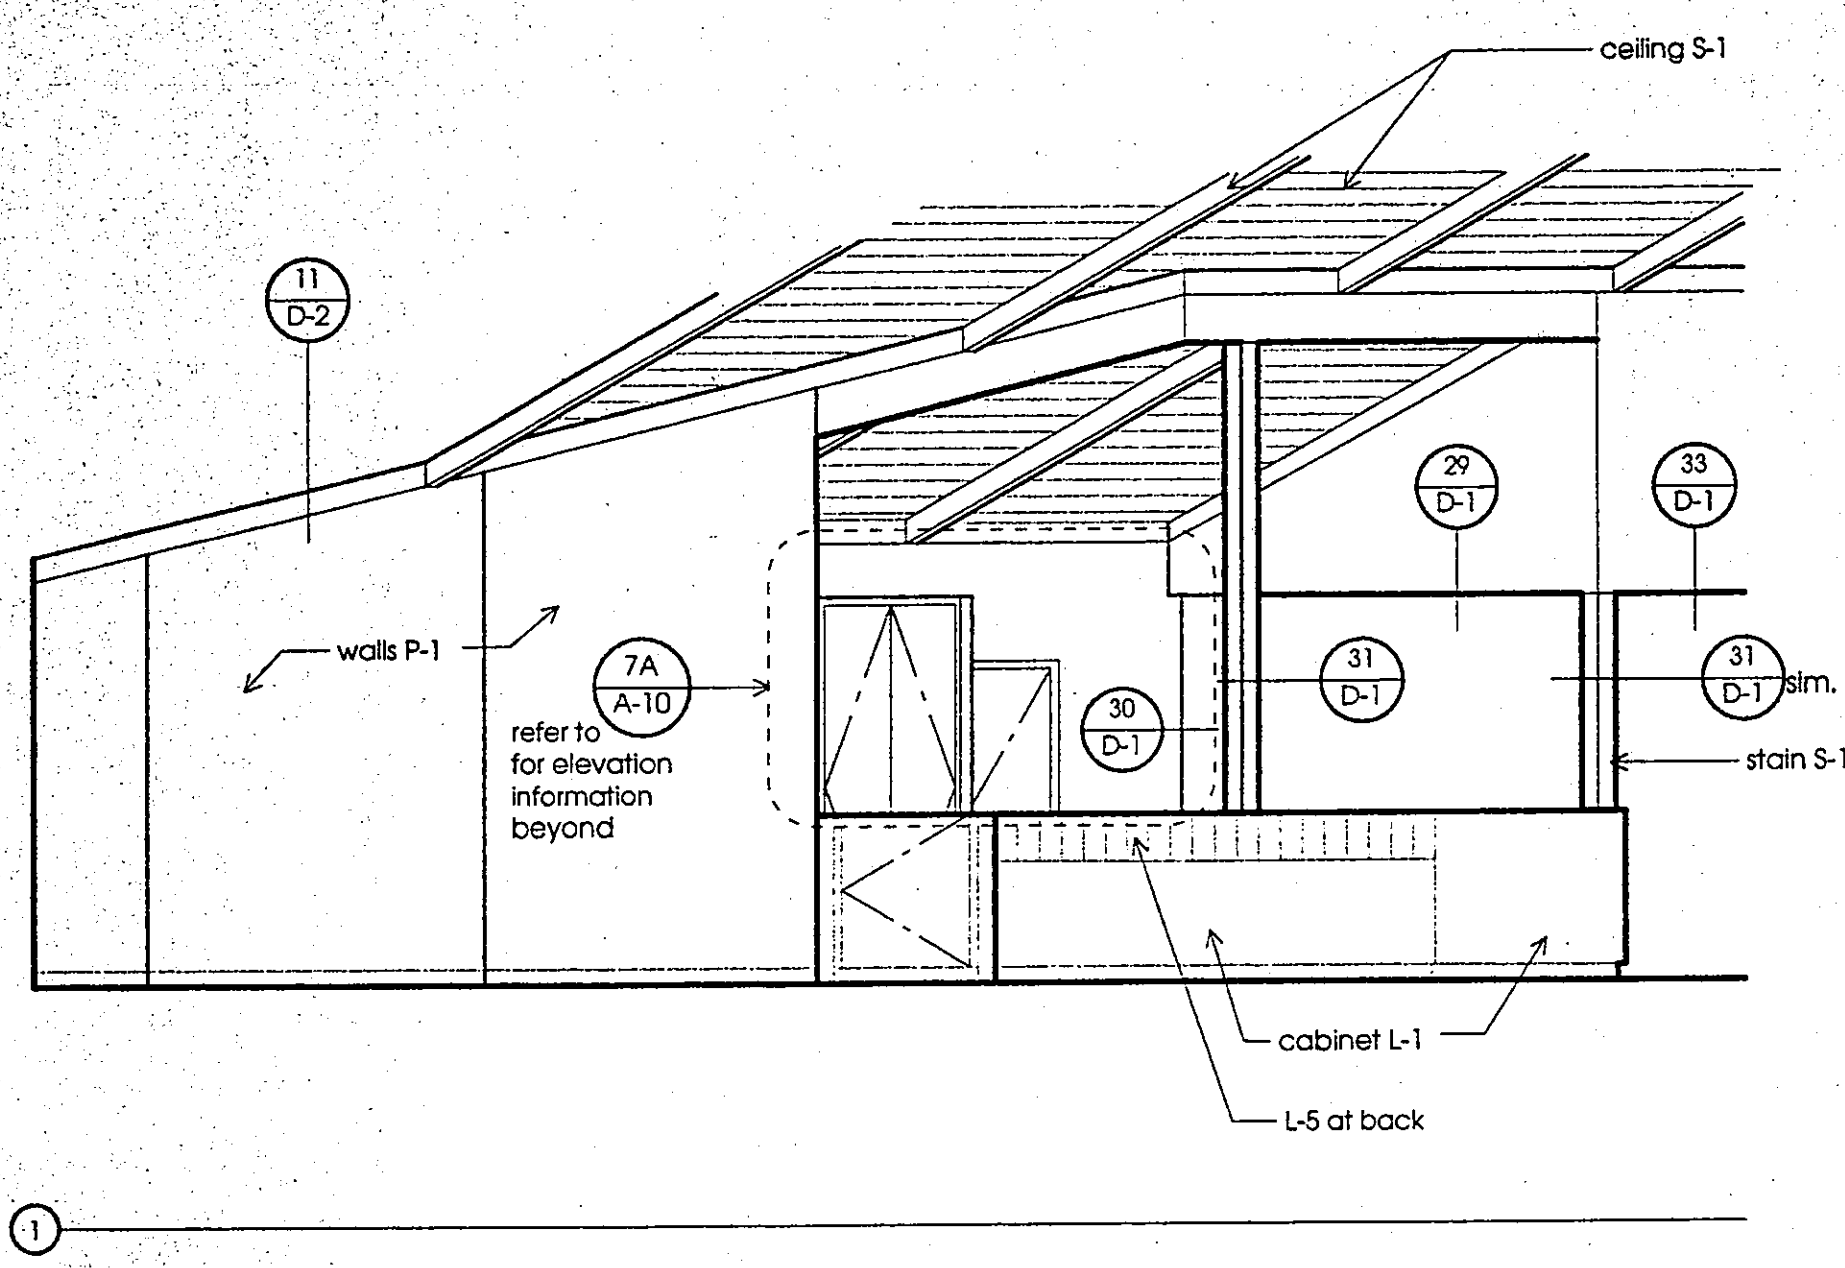 ceiling S-1
11
D-2
29
D-1
33
D-1
walls P-1
7A
A-10
refer to
for elevation
information
beyond
30
D-1
31
D-1
31
D-1
sim.
stain S-1
cabinet L-1
L-5 at back
1